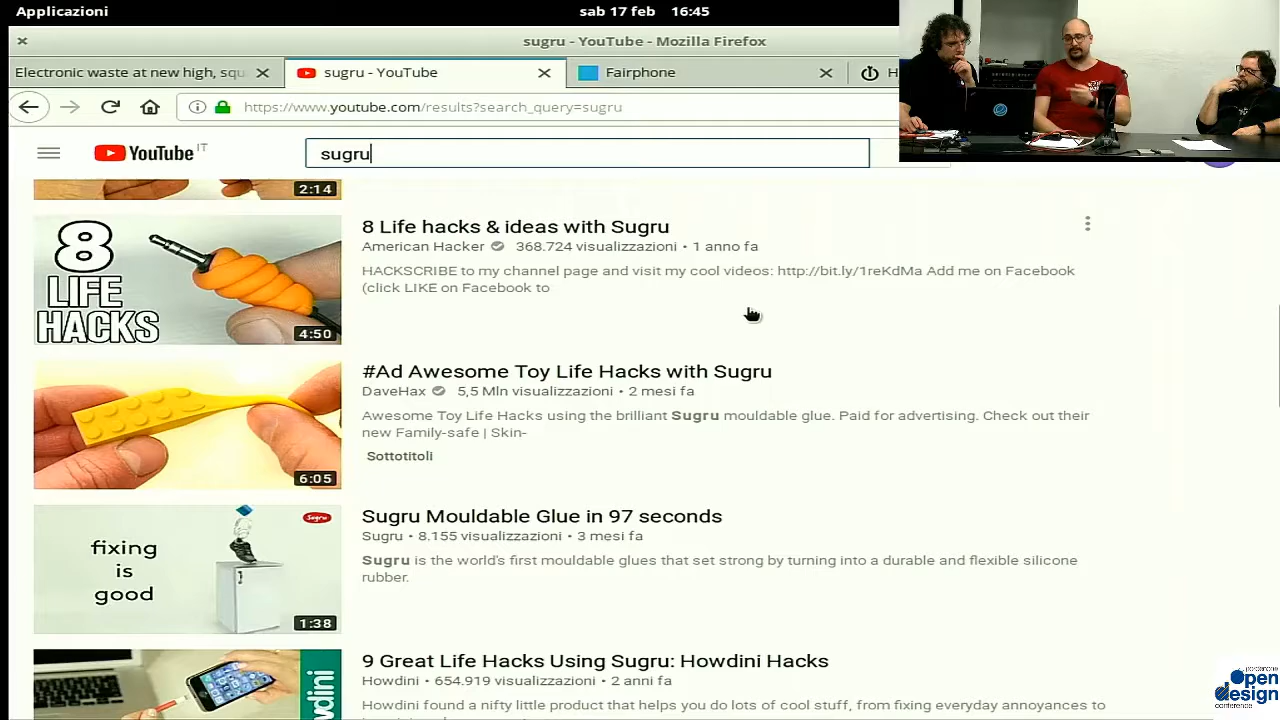 Applicazioni
sab 17 feb 16:45
sugru - YouTube - Mozilla Firefox
Electronic waste at new high, squ
sugru - YouTube
Fairphone
H
https://www.youtube.com/results?search_query=sugru
YouTube IT
sugru
2:14
8 LIFE HACKS
4:50
8 Life hacks & ideas with Sugru
American Hacker 368.724 visualizzazioni • 1 anno fa
HACKSCRIBE to my channel page and visit my cool videos: http://bit.ly/1reKdMa Add me on Facebook
(click LIKE on Facebook to
6:05
#Ad Awesome Toy Life Hacks with Sugru
DaveHax 5,5 Mln visualizzazioni • 2 mesi fa
Awesome Toy Life Hacks using the brilliant Sugru mouldable glue. Paid for advertising. Check out their
new Family-safe | Skin-
Sottotitoli
fixing
is
good
Sugru
1:38
Sugru Mouldable Glue in 97 seconds
Sugru • 8.155 visualizzazioni • 3 mesi fa
Sugru is the world's first mouldable glues that set strong by turning into a durable and flexible silicone
rubber.
9 Great Life Hacks Using Sugru: Howdini Hacks
Howdini • 654.919 visualizzazioni • 2 anni fa
Howdini found a nifty little product that helps you do lots of cool stuff, from fixing everyday annoyances to
wdini
pordenone
open
design
conference